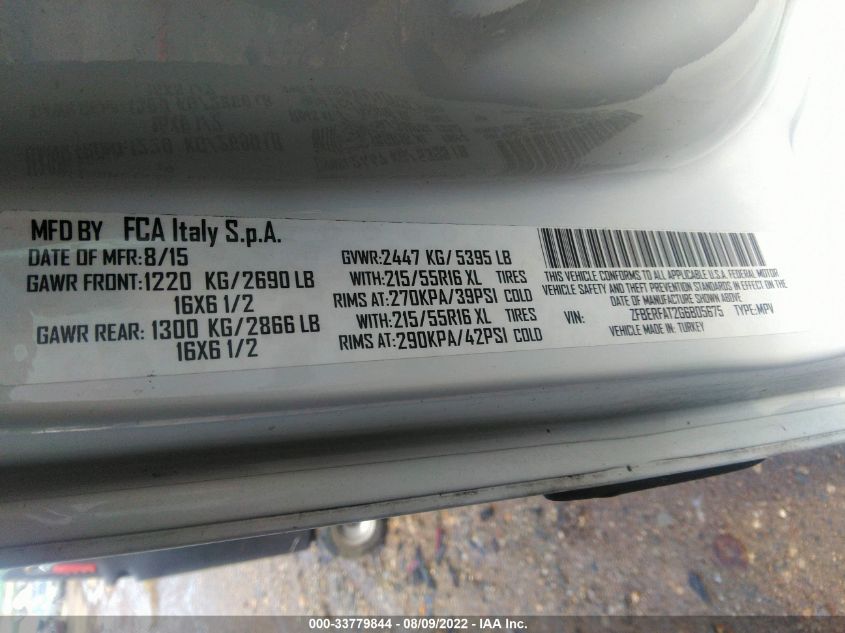 MFD BY FCA Italy S.p.A.
DATE OF MFR:8/15
GAWR FRONT:1220 KG/2690 LB
16X6 1/2
GAWR REAR: 1300 KG/2866 LB
16X6 1/2
GVWR:2447 KG/ 5395 LB
WITH:215/55R16 XL TIRES
RIMS AT:270KPA/39PSI COLD
WITH:215/55R16 XL TIRES
RIMS AT:290KPA/42PSI COLD
THIS VEHICLE CONFORMS TO ALL APPLICABLE U.S.A. FEDERAL MOTOR
VEHICLE SAFETY AND THEFT PREVENTION STANDARDS IN EFFECT ON THE
DATE OF MANUFACTURE SHOWN ABOVE.
VIN: ZFBERFAT2G6B05675 TYPE:MPV
VEHICLE MADE IN: TURKEY
000-33779844 - 08/09/2022 - IAA Inc.